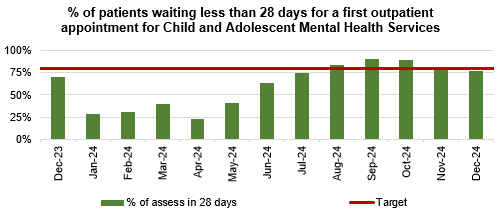 % of patients waiting less than 28 days for a first outpatient
appointment for Child and Adolescent Mental Health Services
100%
75%
50%
25%
0%
Dec-23
Jan-24
Feb-24
Mar-24
Apr-24
May-24
Jun-24
Jul-24
Aug-24
Sep-24
Oct-24
Nov-24
Dec-24
% of assess in 28 days
Target